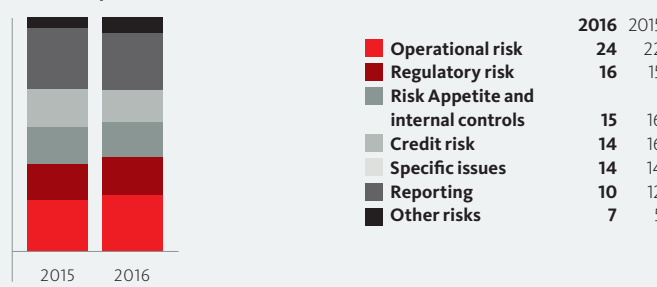 2016 2015
Operational risk 24 22
Regulatory risk 16 15
Risk Appetite and
internal controls 15 16
Credit risk 14 16
Specific issues 14 14
Reporting 10 12
Other risks 7 5
2015 2016